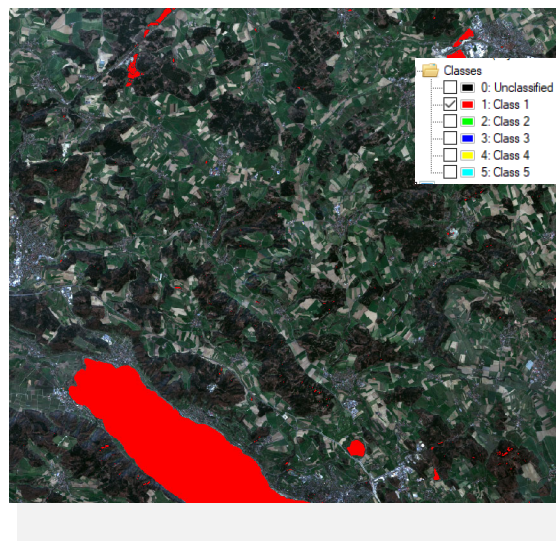 Classes
0: Unclassified
1: Class 1
2: Class 2
3: Class 3
4: Class 4
5: Class 5